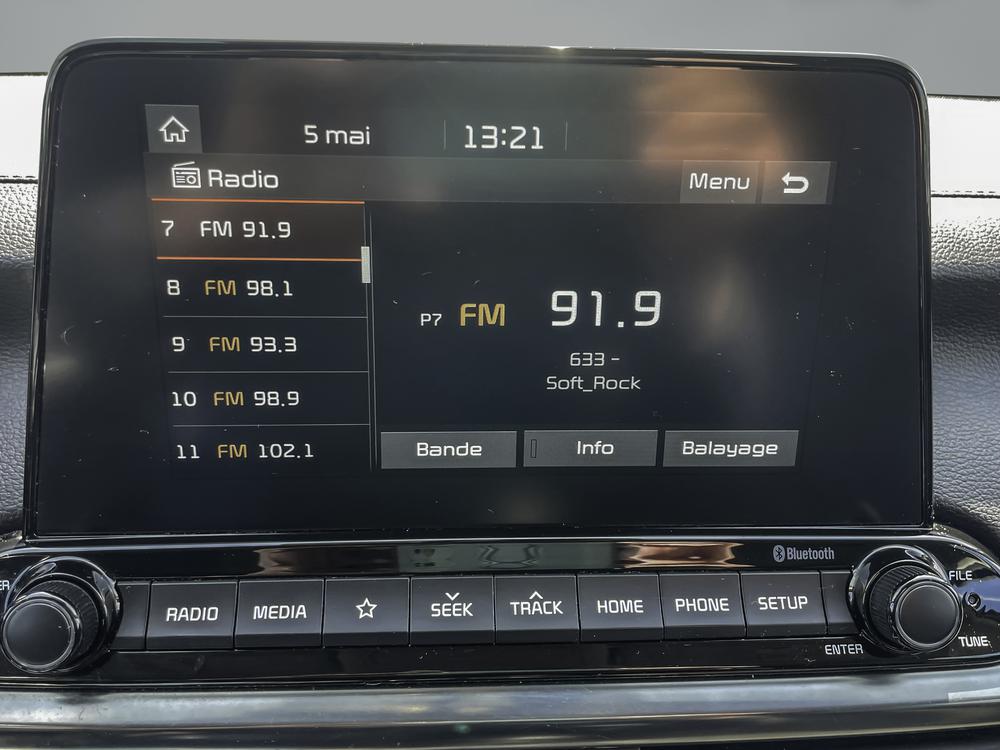 5 mai 13:21
Radio Menu
7 FM 91.9
8 FM 98.1
9 FM 93.3
10 FM 98.9
11 FM 102.1
P7 FM 91.9
633 -
Soft_Rock
Bande Info Balayage
Bluetooth
RADIO MEDIA SEEK TRACK HOME PHONE SETUP
ENTER
FILE
TUNE